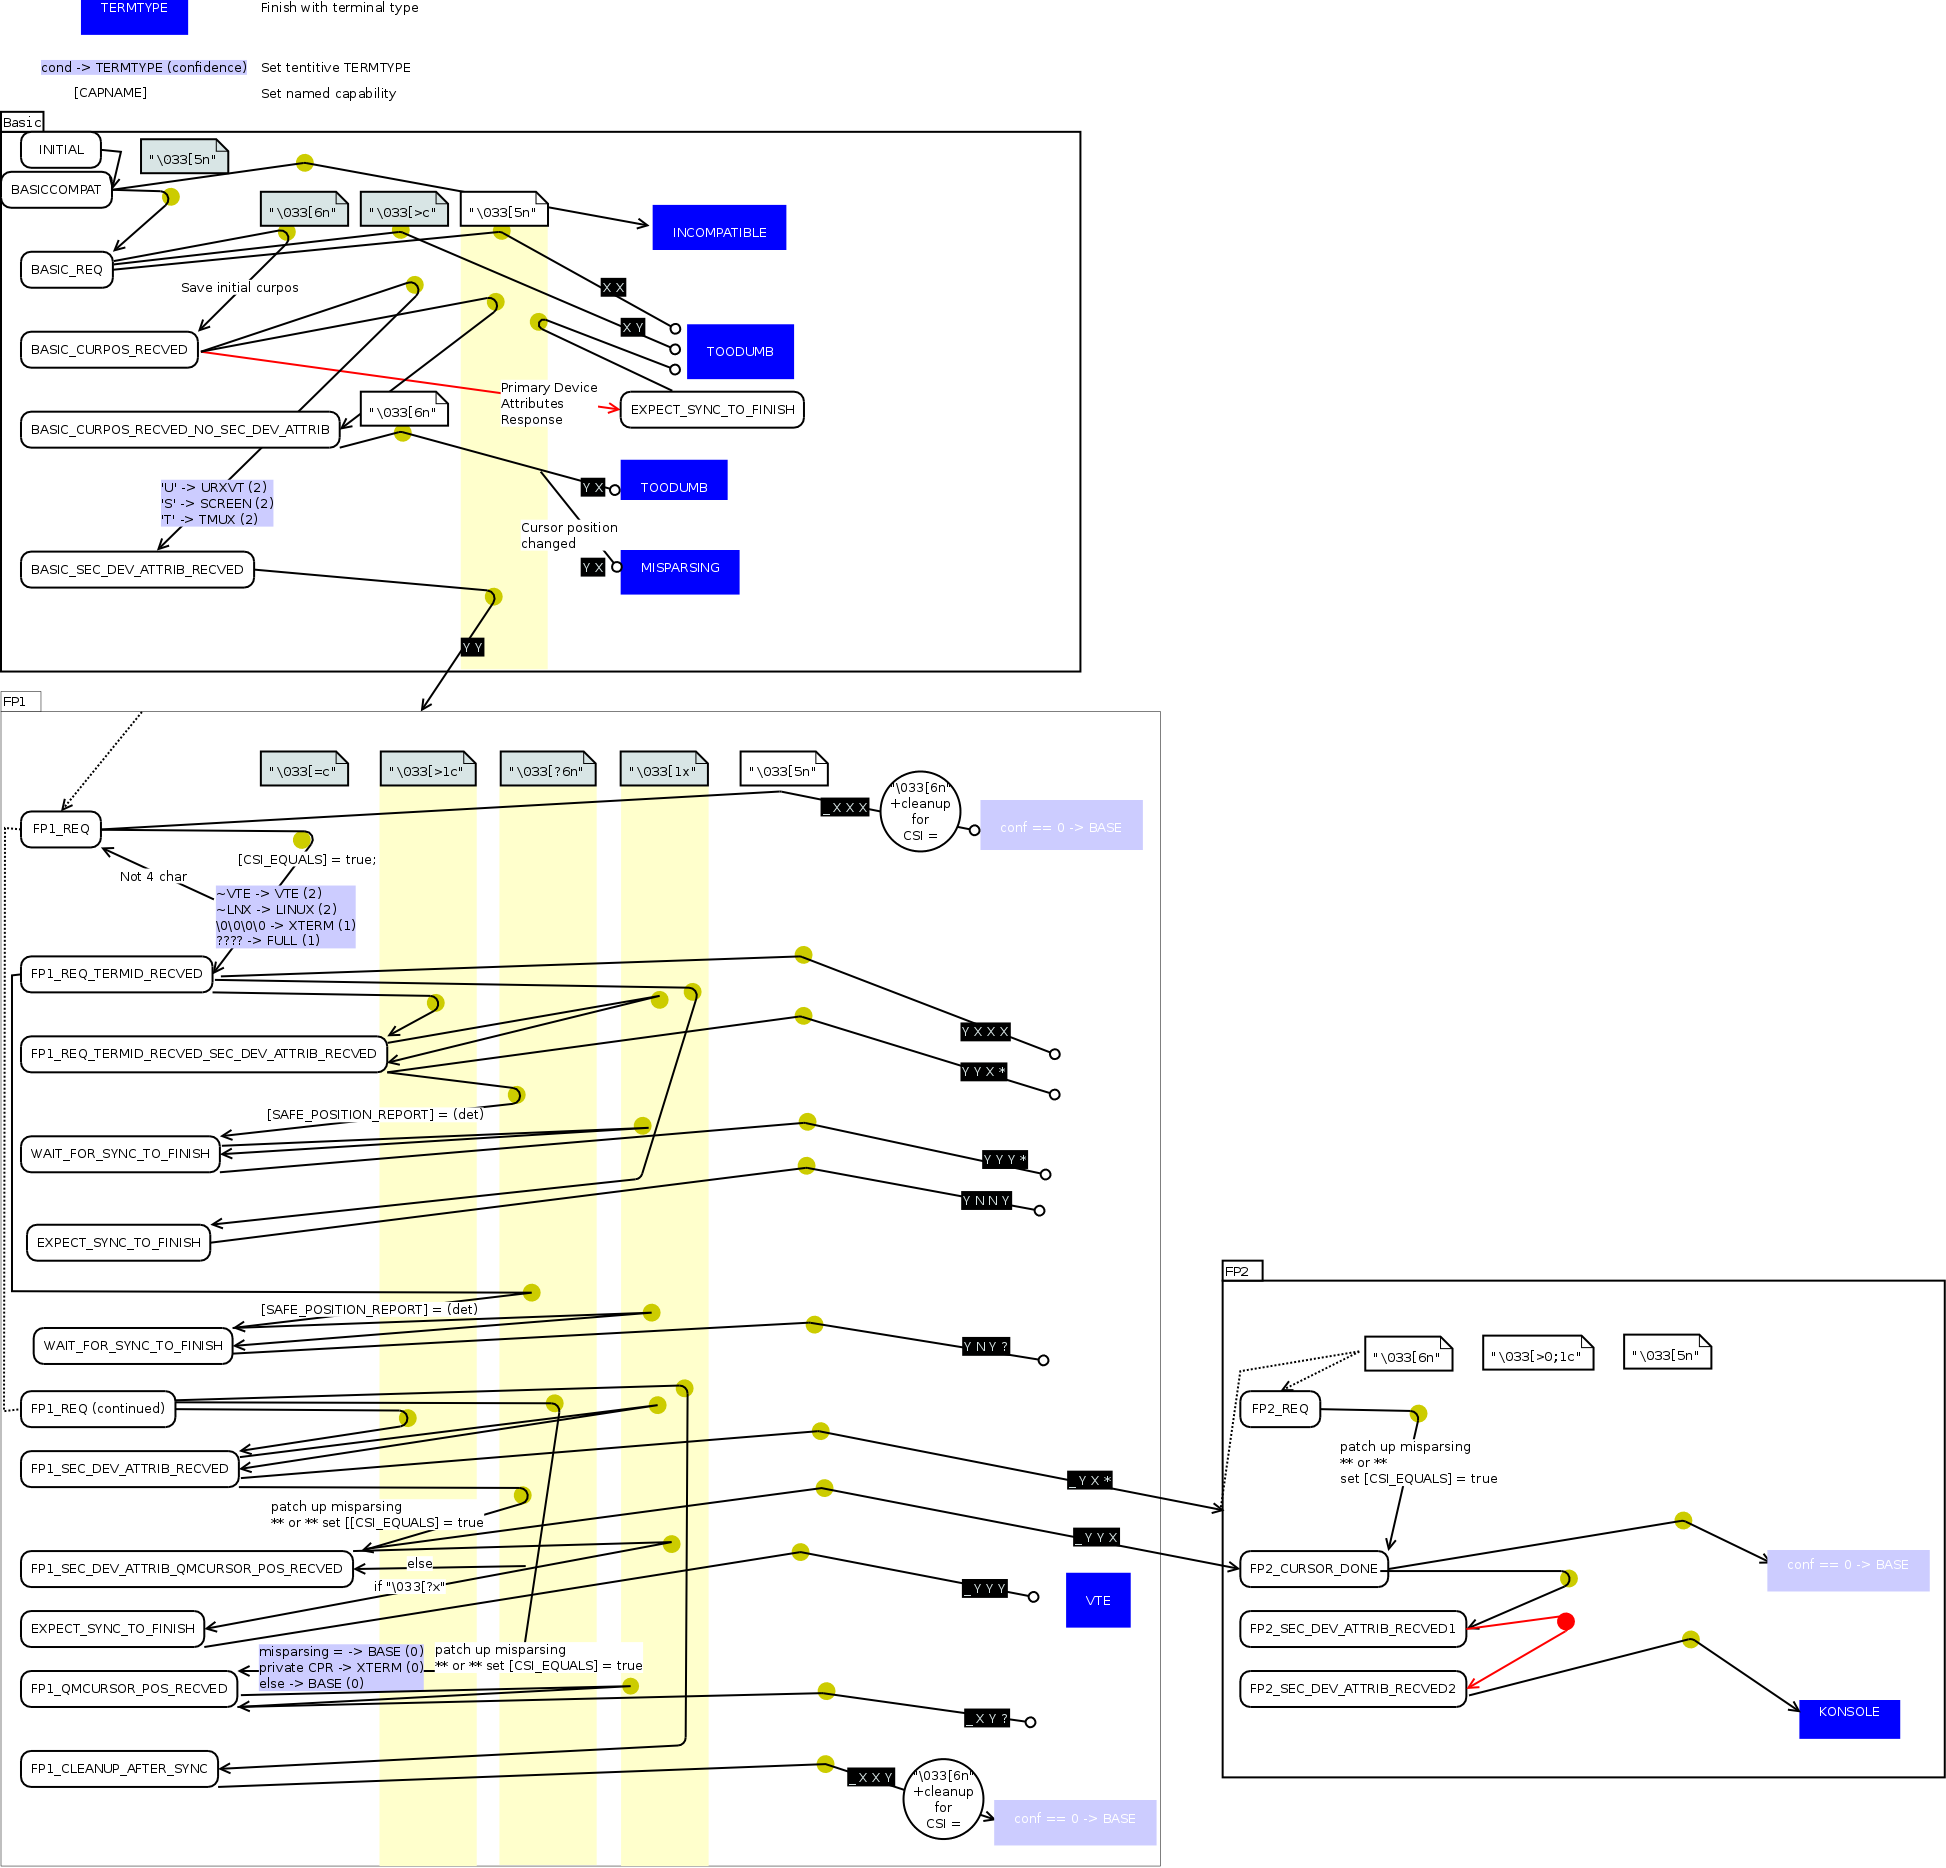 TERMTYPE Finish with terminal type
cond -> TERMTYPE (confidence) Set tentitive TERMTYPE
[CAPNAME] Set named capability
Basic
INITIAL
"\033[5n"
BASICCOMPAT
"\033[6n" "\033[>c" "\033[5n"
INCOMPATIBLE
BASIC_REQ
Save initial curpos
X X
X Y
BASIC_CURPOS_RECVED
TOODUMB
Primary Device
Attributes
Response
EXPECT_SYNC_TO_FINISH
"\033[6n"
BASIC_CURPOS_RECVED_NO_SEC_DEV_ATTRIB
'U' -> URXVT (2)
'S' -> SCREEN (2)
'T' -> TMUX (2)
Y X
TOODUMB
Cursor position
changed
Y X
MISPARSING
BASIC_SEC_DEV_ATTRIB_RECVED
Y Y
FP1
"\033[=c" "\033[>1c" "\033[?6n" "\033[1x" "\033[5n"
_ X X X
"\033[6n"
+cleanup
for
CSI =
conf == 0 -> BASE
FP1_REQ
[CSI_EQUALS] = true;
Not 4 char
~VTE -> VTE (2)
~LNX -> LINUX (2)
\0\0\0\0 -> XTERM (1)
???? -> FULL (1)
FP1_REQ_TERMID_RECVED
Y X X X
FP1_REQ_TERMID_RECVED_SEC_DEV_ATTRIB_RECVED
Y Y X *
[SAFE_POSITION_REPORT] = (det)
WAIT_FOR_SYNC_TO_FINISH
Y Y Y *
Y N N Y
EXPECT_SYNC_TO_FINISH
[SAFE_POSITION_REPORT] = (det)
WAIT_FOR_SYNC_TO_FINISH
Y N Y ?
FP1_REQ (continued)
FP1_SEC_DEV_ATTRIB_RECVED
_ Y X *
patch up misparsing
** or ** set [[CSI_EQUALS] = true
_ Y Y X
FP1_SEC_DEV_ATTRIB_QMCURSOR_POS_RECVED
else
if "\033[?x"
_ Y Y Y
VTE
EXPECT_SYNC_TO_FINISH
misparsing = -> BASE (0)
private CPR -> XTERM (0)
else -> BASE (0)
patch up misparsing
** or ** set [CSI_EQUALS] = true
FP1_QMCURSOR_POS_RECVED
_ X Y ?
FP1_CLEANUP_AFTER_SYNC
_ X X Y
"\033[6n"
+cleanup
for
CSI =
conf == 0 -> BASE
FP2
"\033[6n" "\033[>0;1c" "\033[5n"
FP2_REQ
patch up misparsing
** or **
set [CSI_EQUALS] = true
FP2_CURSOR_DONE
conf == 0 -> BASE
FP2_SEC_DEV_ATTRIB_RECVED1
FP2_SEC_DEV_ATTRIB_RECVED2
KONSOLE